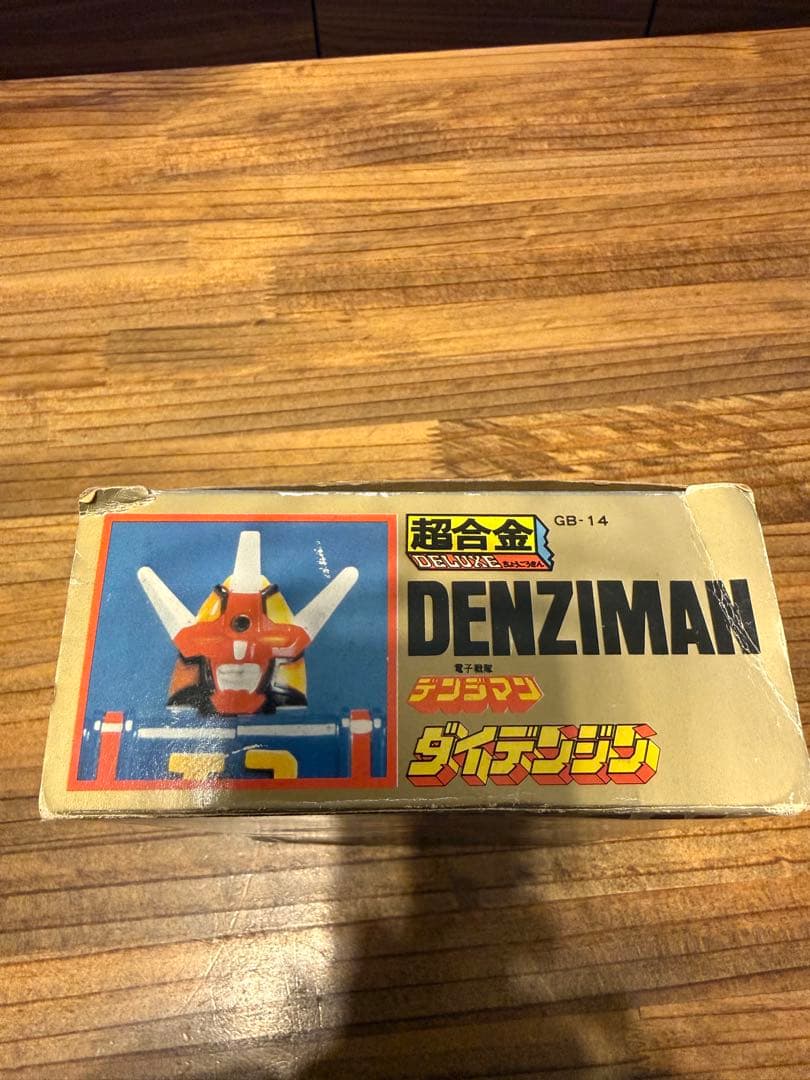 超合金
GB-14
DELUXE ちょうごうきん
DENZIMAN
電子戦隊
デンジマン
ダイデンジン